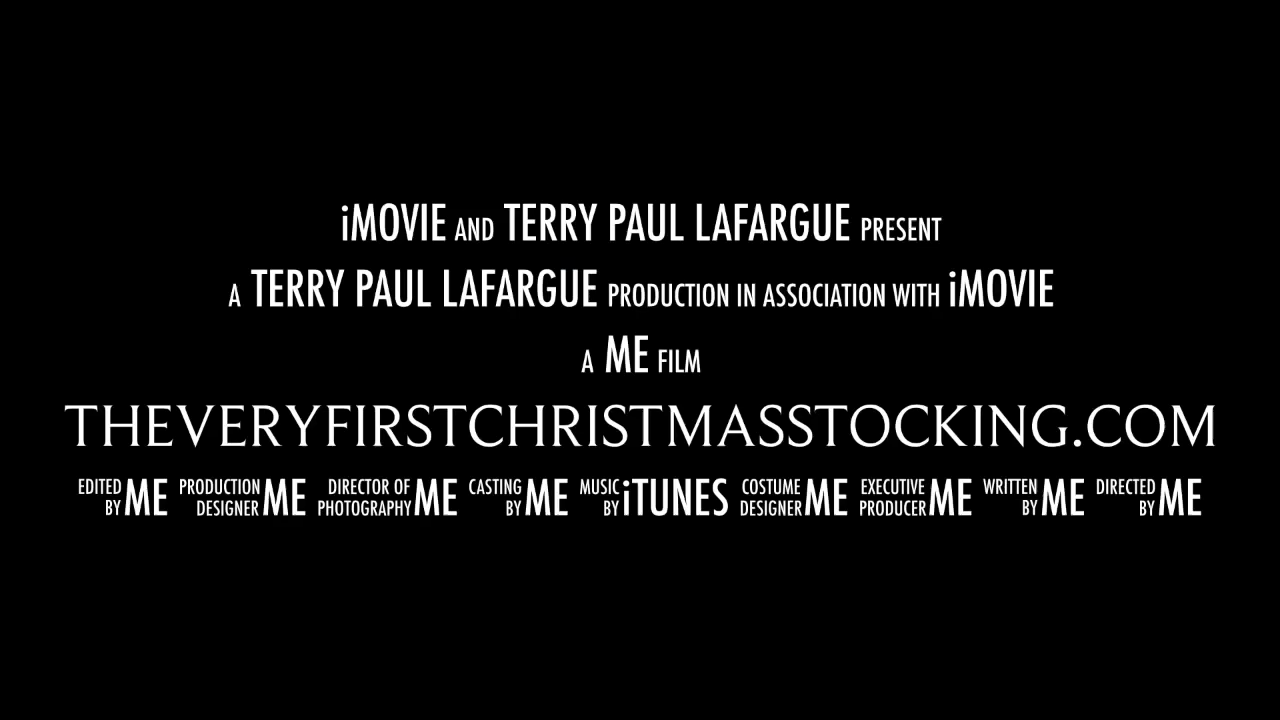 iMOVIE AND TERRY PAUL LAFARGUE PRESENT
A TERRY PAUL LAFARGUE PRODUCTION IN ASSOCIATION WITH iMOVIE
A ME FILM
THEVERYFIRSTCHRISTMASSTOCKING.COM
EDITED BY ME PRODUCTION DESIGNER ME DIRECTOR OF PHOTOGRAPHY ME CASTING BY ME MUSIC BY iTUNES COSTUME DESIGNER ME EXECUTIVE PRODUCER ME WRITTEN BY ME DIRECTED BY ME